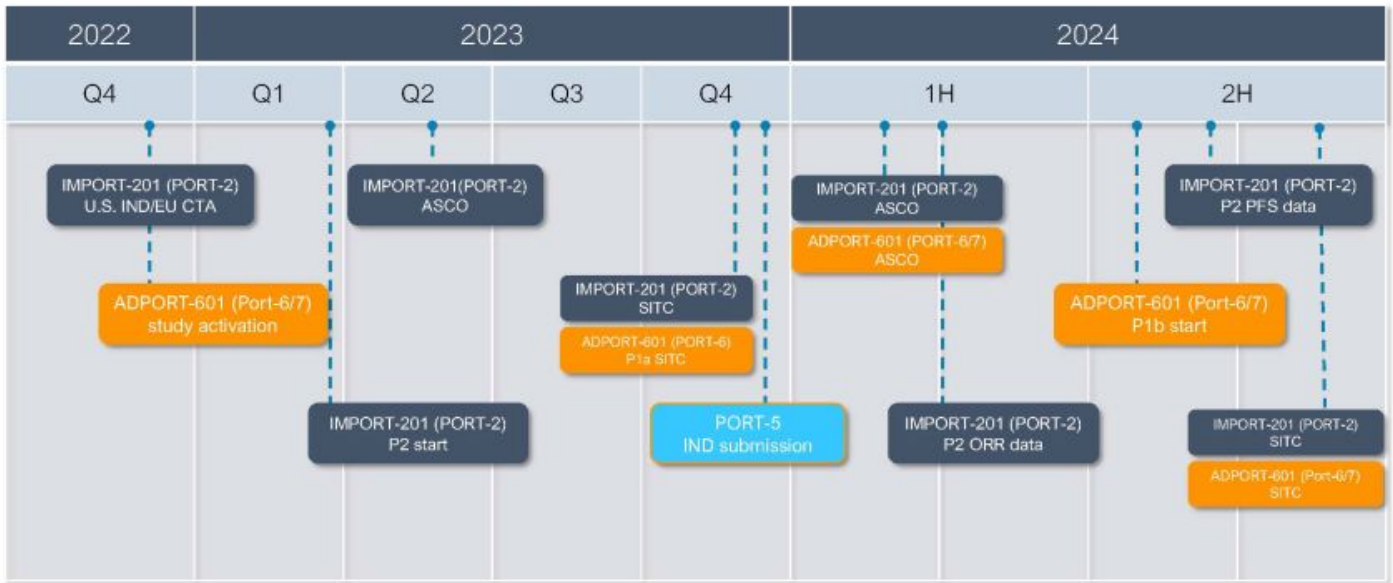 2022
2023
2024
Q4
Q1
Q2
Q3
Q4
1H
2H
IMPORT-201 (PORT-2)
U.S. IND/EU CTA
IMPORT-201(PORT-2)
ASCO
IMPORT-201 (PORT-2)
ASCO
ADPORT-601 (PORT-6/7)
ASCO
IMPORT-201 (PORT-2)
P2 PFS data
ADPORT-601 (Port-6/7)
study activation
IMPORT-201 (PORT-2)
SITC
ADPORT-601 (PORT-6)
P1a SITC
ADPORT-601 (Port-6/7)
P1b start
IMPORT-201 (PORT-2)
P2 start
PORT-5
IND submission
IMPORT-201 (PORT-2)
P2 ORR data
IMPORT-201 (PORT-2)
SITC
ADPORT-601 (Port-6/7)
SITC